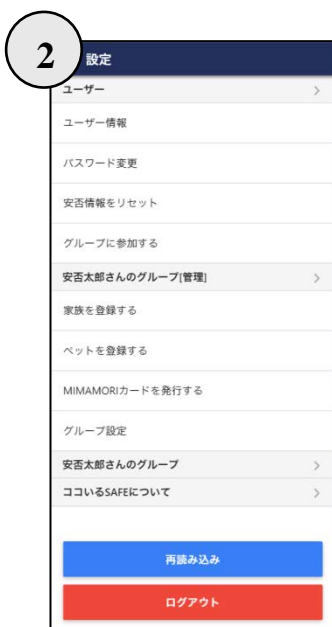 2
設定
ユーザー
ユーザー情報
パスワード変更
安否情報をリセット
グループに参加する
安否太郎さんのグループ[管理]
家族を登録する
ペットを登録する
MIMAMORIカードを発行する
グループ設定
安否太郎さんのグループ
ココいるSAFEについて
再読み込み
ログアウト